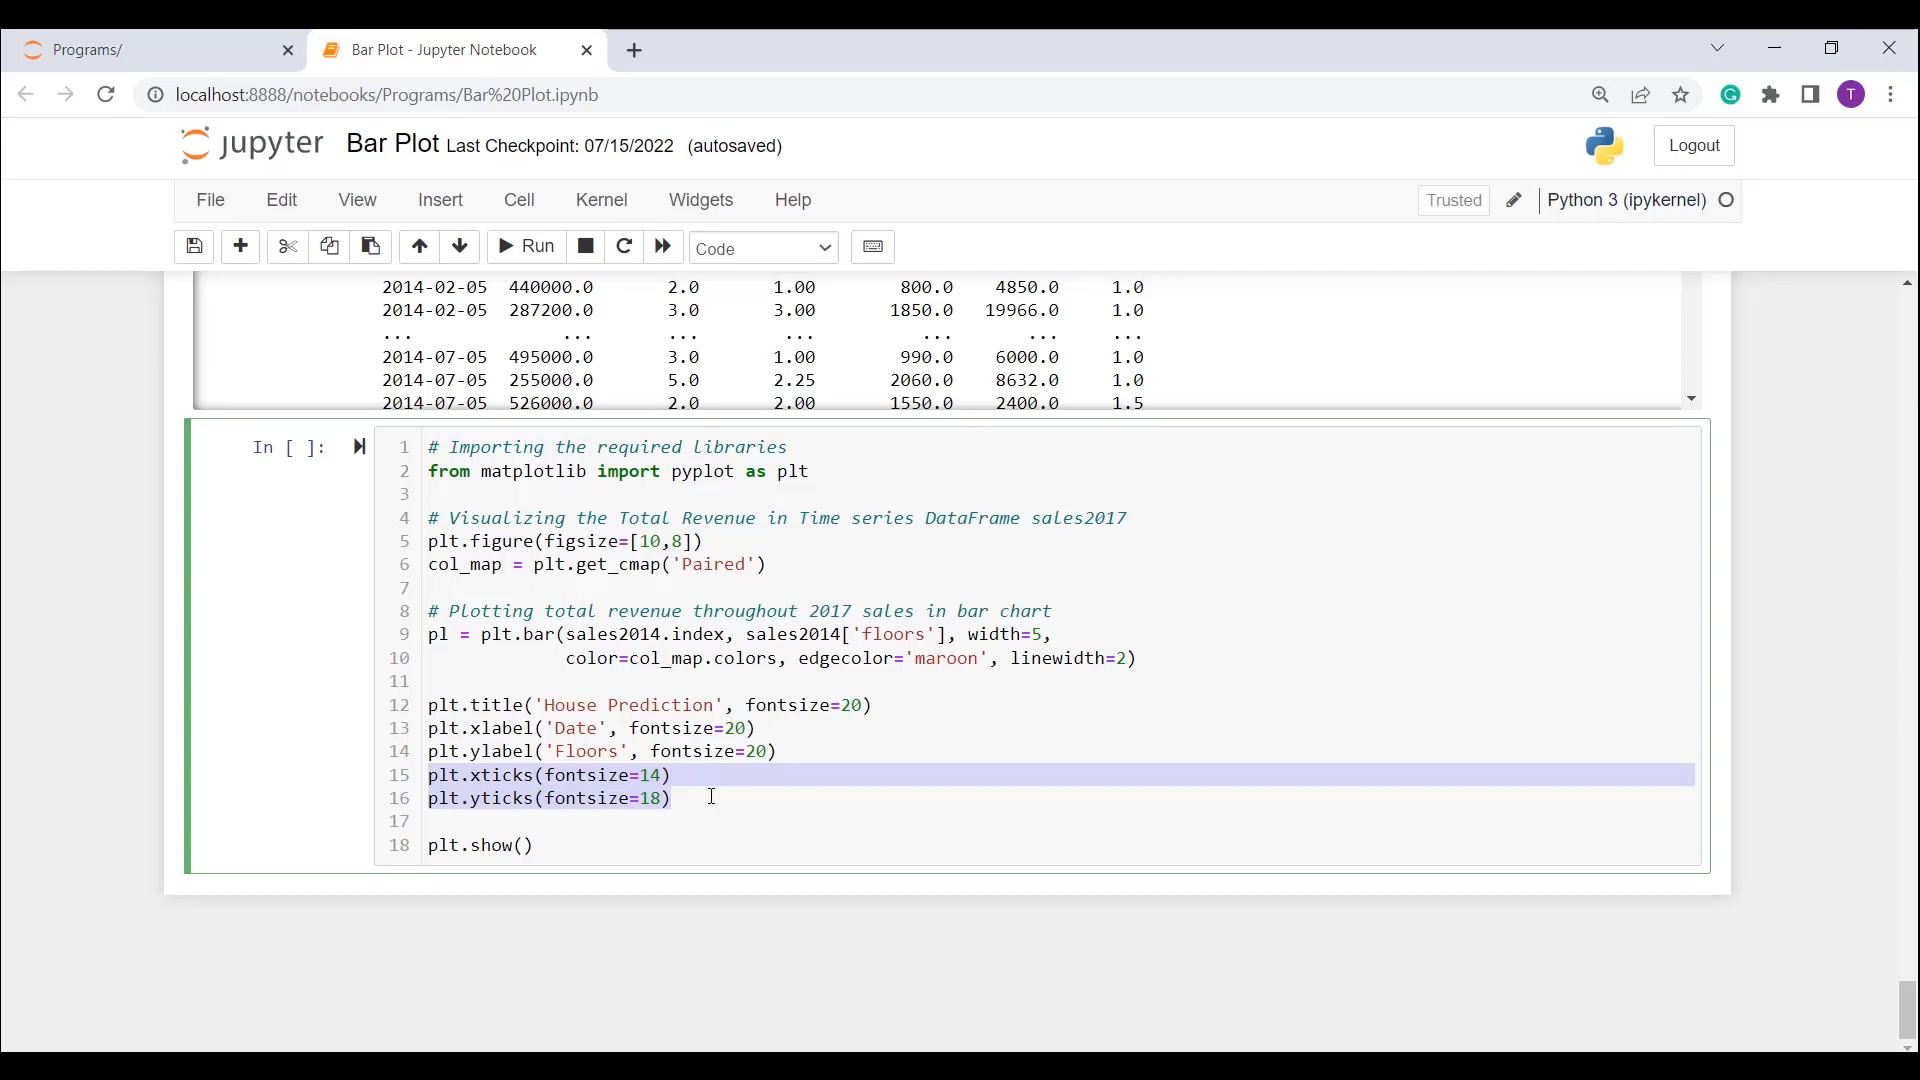 Programs/
Bar Plot - Jupyter Notebook
localhost:8888/notebooks/Programs/Bar%20Plot.ipynb
T
jupyter Bar Plot Last Checkpoint: 07/15/2022 (autosaved)
Logout
File Edit View Insert Cell Kernel Widgets Help
Trusted
Python 3 (ipykernel)
Run
Code
2014-02-05 440000.0 2.0 1.00 800.0 4850.0 1.0
2014-02-05 287200.0 3.0 3.00 1850.0 19966.0 1.0
... ... ... ... ... ... ...
2014-07-05 495000.0 3.0 1.00 990.0 6000.0 1.0
2014-07-05 255000.0 5.0 2.25 2060.0 8632.0 1.0
2014-07-05 526000.0 2.0 2.00 1550.0 2400.0 1.5
In [ ]:
1 # Importing the required libraries
2 from matplotlib import pyplot as plt
3
4 # Visualizing the Total Revenue in Time series DataFrame sales2017
5 plt.figure(figsize=[10,8])
6 col_map = plt.get_cmap('Paired')
7
8 # Plotting total revenue throughout 2017 sales in bar chart
9 pl = plt.bar(sales2014.index, sales2014['floors'], width=5,
10 color=col_map.colors, edgecolor='maroon', linewidth=2)
11
12 plt.title('House Prediction', fontsize=20)
13 plt.xlabel('Date', fontsize=20)
14 plt.ylabel('Floors', fontsize=20)
15 plt.xticks(fontsize=14)
16 plt.yticks(fontsize=18)
17
18 plt.show()